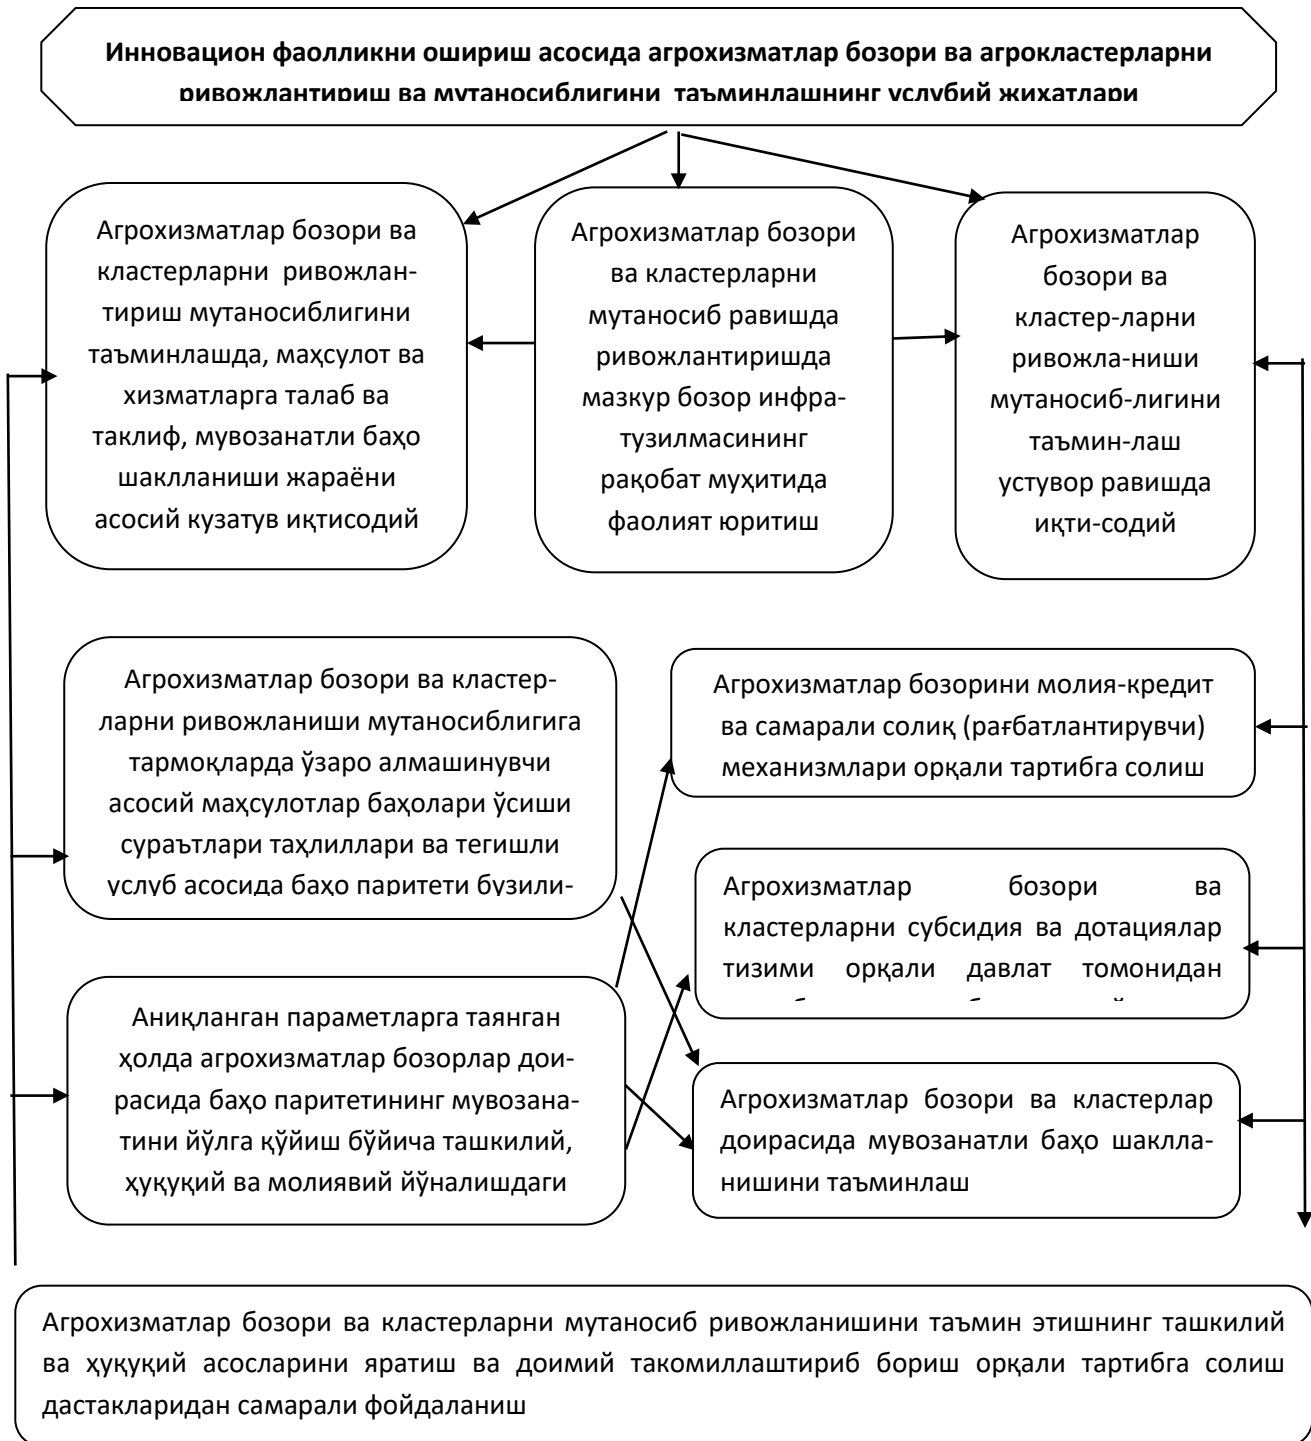 Инновацион фаолликни ошириш асосида агрохизматлар бозори ва агрокластерларни
ривожлантириш ва мутаносиблигини таъминлашнинг услубий жиҳатлари
Агрохизматлар бозори ва
кластерларни ривожлан-
тириш мутаносиблигини
таъминлашда, маҳсулот ва
хизматларга талаб ва
таклиф, мувозанатли баҳо
шаклланиши жараёни
асосий кузатув иқтисодий
Агрохизматлар бозори
ва кластерларни
мутаносиб равишда
ривожлантиришда
мазкур бозор инфра-
тузилмасининг
рақобат муҳитида
фаолият юритиш
Агрохизматлар
бозори ва
кластер-ларни
ривожла-ниши
мутаносиб-лигини
таъмин-лаш
устувор равишда
иқти-содий
Агрохизматлар бозори ва кластер-
ларни ривожланиши мутаносиблигига
тармоқларда ўзаро алмашинувчи
асосий маҳсулотлар баҳолари ўсиши
суръатлари таҳлиллари ва тегишли
услуб асосида баҳо паритети бузили-
Агрохизматлар бозорини молия-кредит
ва самарали солиқ (рағбатлантирувчи)
механизмлари орқали тартибга солиш
Агрохизматлар бозори ва
кластерларни субсидия ва дотациялар
тизими орқали давлат томонидан
Аниқланган параметрларга таянган
ҳолда агрохизматлар бозорлар дои-
расида баҳо паритетининг мувозана-
тини йўлга қўйиш бўйича ташкилий,
ҳуқуқий ва молиявий йўналишдаги
Агрохизматлар бозори ва кластерлар
доирасида мувозанатли баҳо шаклла-
нишини таъминлаш
Агрохизматлар бозори ва кластерларни мутаносиб ривожланишини таъмин этишнинг ташкилий
ва ҳуқуқий асосларини яратиш ва доимий такомиллаштириб бориш орқали тартибга солиш
дастакларидан самарали фойдаланиш